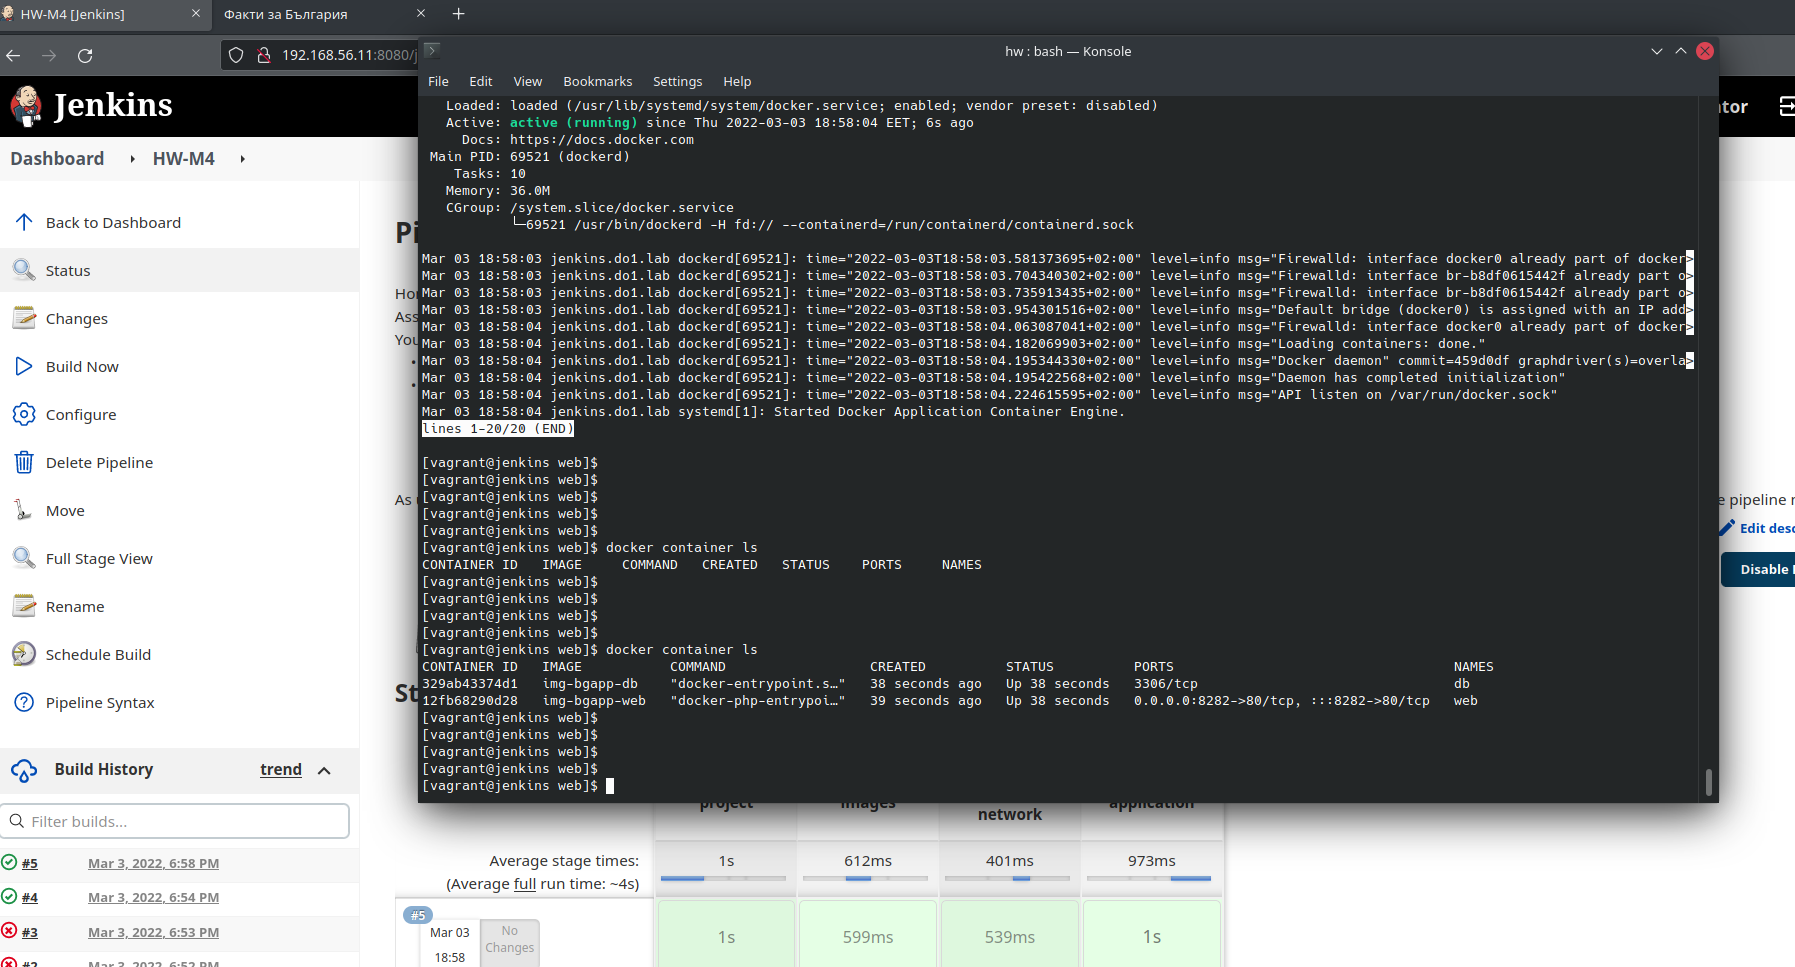 HW-M4 [Jenkins]
Факти за България
192.168.56.11:8080/j
hw : bash — Konsole
File Edit View Bookmarks Settings Help
Jenkins
tor
Dashboard HW-M4
Back to Dashboard
Status
Changes
Build Now
Configure
Delete Pipeline
Move
Full Stage View
Rename
Schedule Build
Pipeline Syntax
Build History trend
Filter builds...
#5 Mar 3, 2022, 6:58 PM
#4 Mar 3, 2022, 6:54 PM
#3 Mar 3, 2022, 6:53 PM
#2 Mar 3, 2022, 6:52 PM
Pi
Hor
Ass
You
As
St
Loaded: loaded (/usr/lib/systemd/system/docker.service; enabled; vendor preset: disabled)
Active: active (running) since Thu 2022-03-03 18:58:04 EET; 6s ago
Docs: https://docs.docker.com
Main PID: 69521 (dockerd)
Tasks: 10
Memory: 36.0M
CGroup: /system.slice/docker.service
└─69521 /usr/bin/dockerd -H fd:// --containerd=/run/containerd/containerd.sock
Mar 03 18:58:03 jenkins.do1.lab dockerd[69521]: time="2022-03-03T18:58:03.581373695+02:00" level=info msg="Firewalld: interface docker0 already part of docker>
Mar 03 18:58:03 jenkins.do1.lab dockerd[69521]: time="2022-03-03T18:58:03.704340302+02:00" level=info msg="Firewalld: interface br-b8df0615442f already part o>
Mar 03 18:58:03 jenkins.do1.lab dockerd[69521]: time="2022-03-03T18:58:03.735913435+02:00" level=info msg="Firewalld: interface br-b8df0615442f already part o>
Mar 03 18:58:03 jenkins.do1.lab dockerd[69521]: time="2022-03-03T18:58:03.954301516+02:00" level=info msg="Default bridge (docker0) is assigned with an IP add>
Mar 03 18:58:04 jenkins.do1.lab dockerd[69521]: time="2022-03-03T18:58:04.063087041+02:00" level=info msg="Firewalld: interface docker0 already part of docker>
Mar 03 18:58:04 jenkins.do1.lab dockerd[69521]: time="2022-03-03T18:58:04.182069903+02:00" level=info msg="Loading containers: done."
Mar 03 18:58:04 jenkins.do1.lab dockerd[69521]: time="2022-03-03T18:58:04.195344330+02:00" level=info msg="Docker daemon" commit=459d0df graphdriver(s)=overla>
Mar 03 18:58:04 jenkins.do1.lab dockerd[69521]: time="2022-03-03T18:58:04.195422568+02:00" level=info msg="Daemon has completed initialization"
Mar 03 18:58:04 jenkins.do1.lab dockerd[69521]: time="2022-03-03T18:58:04.224615595+02:00" level=info msg="API listen on /var/run/docker.sock"
Mar 03 18:58:04 jenkins.do1.lab systemd[1]: Started Docker Application Container Engine.
lines 1-20/20 (END)
[vagrant@jenkins web]$
[vagrant@jenkins web]$
[vagrant@jenkins web]$
[vagrant@jenkins web]$
[vagrant@jenkins web]$
[vagrant@jenkins web]$ docker container ls
CONTAINER ID IMAGE COMMAND CREATED STATUS PORTS NAMES
[vagrant@jenkins web]$
[vagrant@jenkins web]$
[vagrant@jenkins web]$
[vagrant@jenkins web]$
[vagrant@jenkins web]$ docker container ls
CONTAINER ID IMAGE COMMAND CREATED STATUS PORTS NAMES
329ab43374d1 img-bgapp-db "docker-entrypoint.s…" 38 seconds ago Up 38 seconds 3306/tcp db
12fb68290d28 img-bgapp-web "docker-php-entrypoi…" 39 seconds ago Up 38 seconds 0.0.0.0:8282->80/tcp, :::8282->80/tcp web
[vagrant@jenkins web]$
[vagrant@jenkins web]$
[vagrant@jenkins web]$
[vagrant@jenkins web]$
[vagrant@jenkins web]$
e pipeline r
Edit desc
Disable
project images network application
Average stage times: 1s 612ms 401ms 973ms
(Average full run time: ~4s)
#5
Mar 03
18:58
No
Changes
1s 599ms 539ms 1s